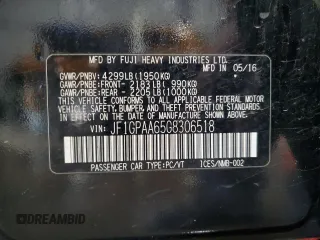 MFD BY FUJI HEAVY INDUSTRIES LTD. 05/16
GVWR/PNBV: 4299LB(1950KG)
GAWR/PNBE:FRONT- 2183LB( 990KG)
GAWR/PNBE:REAR - 2205LB(1000KG)
THIS VEHICLE CONFORMS TO ALL APPLICABLE FEDERAL MOTOR VEHICLE
SAFETY, BUMPER, AND THEFT PREVENTION STANDARDS IN EFFECT ON THE
DATE OF MANUFACTURE SHOWN ABOVE.
VIN: JF1GPAA65G8306518
PASSENGER CAR TYPE:PC/VT ICES/NMB-002
© DREAMBID